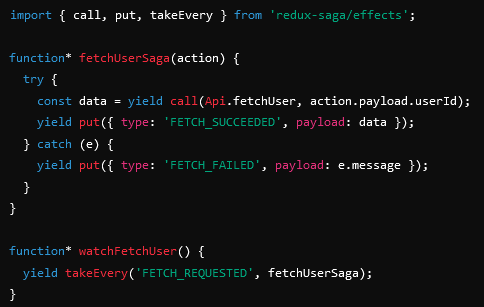 import { call, put, takeEvery } from 'redux-saga/effects';

function* fetchUserSaga(action) {
  try {
    const data = yield call(Api.fetchUser, action.payload.userId);
    yield put({ type: 'FETCH_SUCCEEDED', payload: data });
  } catch (e) {
    yield put({ type: 'FETCH_FAILED', payload: e.message });
  }
}

function* watchFetchUser() {
  yield takeEvery('FETCH_REQUESTED', fetchUserSaga);
}